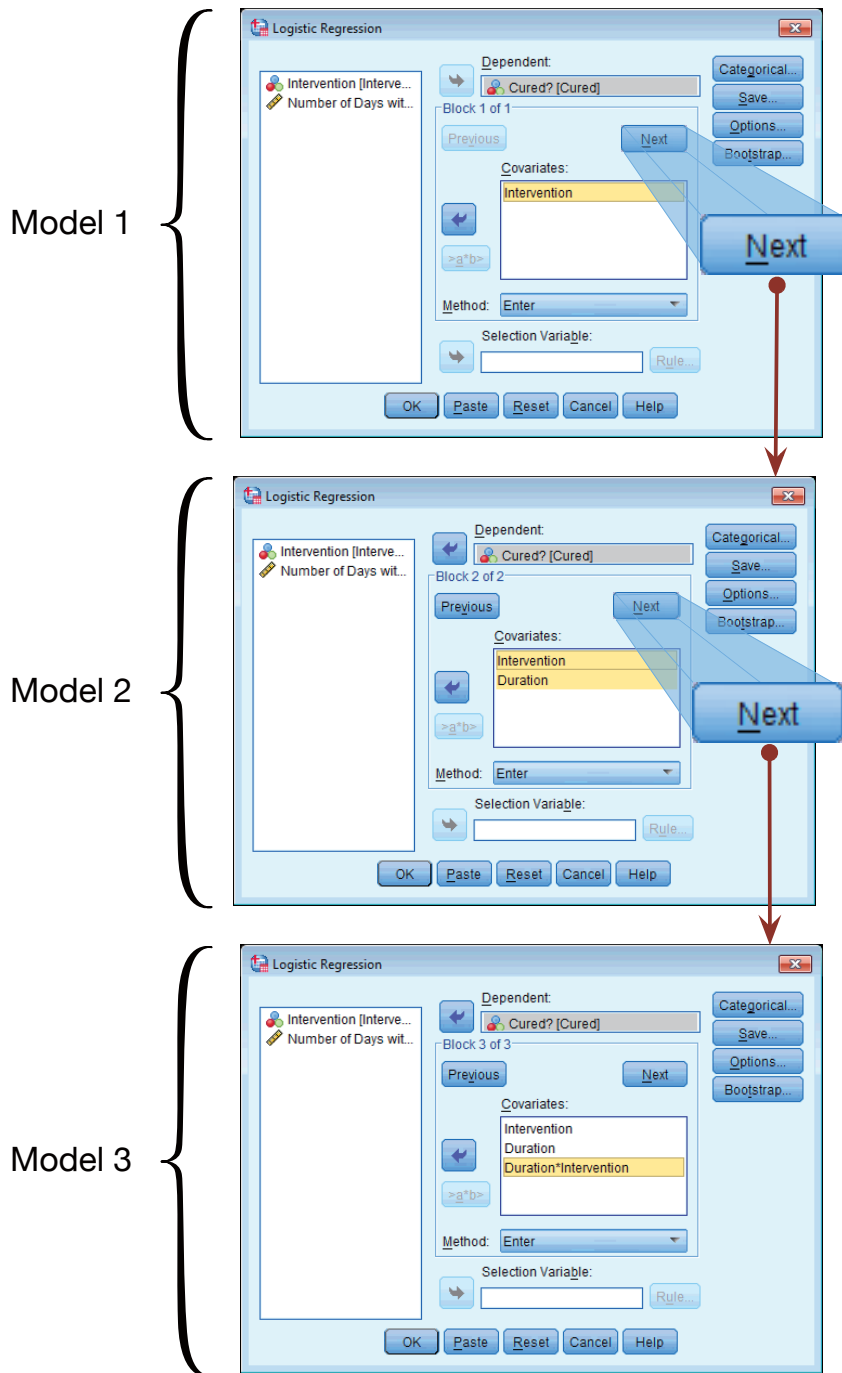 Model 1
Logistic Regression
Intervention [Interve...
Number of Days wit...
Dependent:
Cured? [Cured]
Block 1 of 1
Previous
Next
Covariates:
Intervention
>a*b>
Method: Enter
Selection Variable:
Rule...
OK Paste Reset Cancel Help
Categorical...
Save...
Options...
Bootstrap...
Next
Model 2
Logistic Regression
Intervention [Interve...
Number of Days wit...
Dependent:
Cured? [Cured]
Block 2 of 2
Previous
Next
Covariates:
Intervention
Duration
>a*b>
Method: Enter
Selection Variable:
Rule...
OK Paste Reset Cancel Help
Categorical...
Save...
Options...
Bootstrap...
Next
Model 3
Logistic Regression
Intervention [Interve...
Number of Days wit...
Dependent:
Cured? [Cured]
Block 3 of 3
Previous
Next
Covariates:
Intervention
Duration
Duration*Intervention
>a*b>
Method: Enter
Selection Variable:
Rule...
OK Paste Reset Cancel Help
Categorical...
Save...
Options...
Bootstrap...